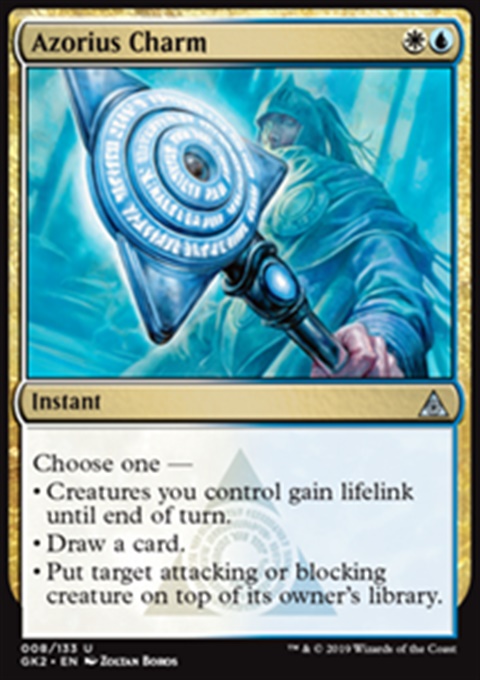 Azorius Charm
Instant
Choose one —
• Creatures you control gain lifelink
until end of turn.
• Draw a card.
• Put target attacking or blocking
creature on top of its owner's library.
008/133 U
™ & © 2019 Wizards of the Coast
GK2 • EN Zoltan Boros